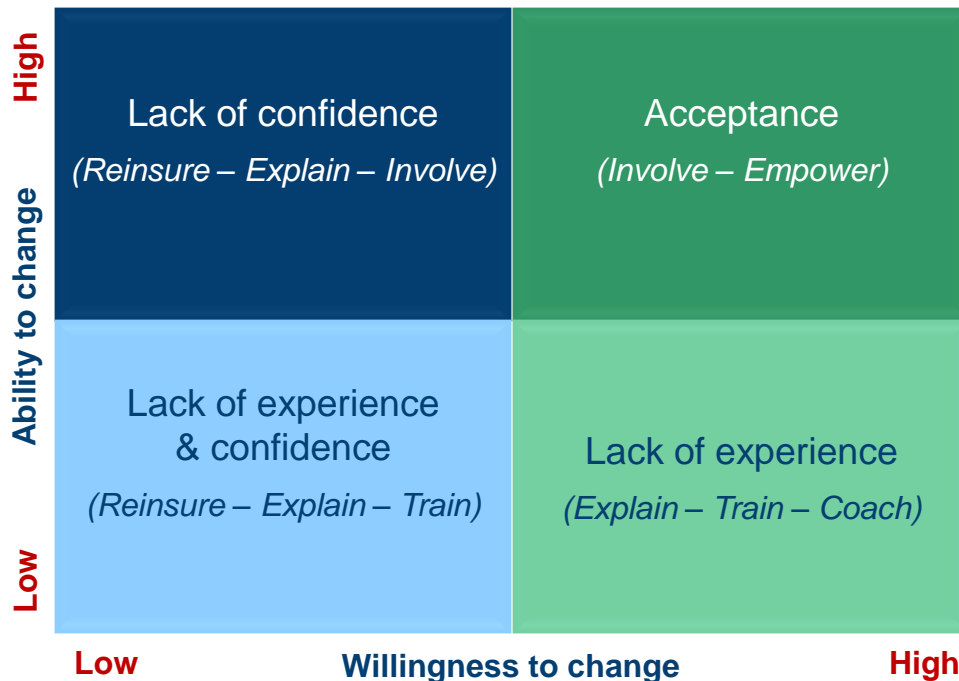 High
Ability to change
Low
Lack of confidence
(Reinsure – Explain – Involve)
Acceptance
(Involve – Empower)
Lack of experience
& confidence
(Reinsure – Explain – Train)
Lack of experience
(Explain – Train – Coach)
Low
Willingness to change
High